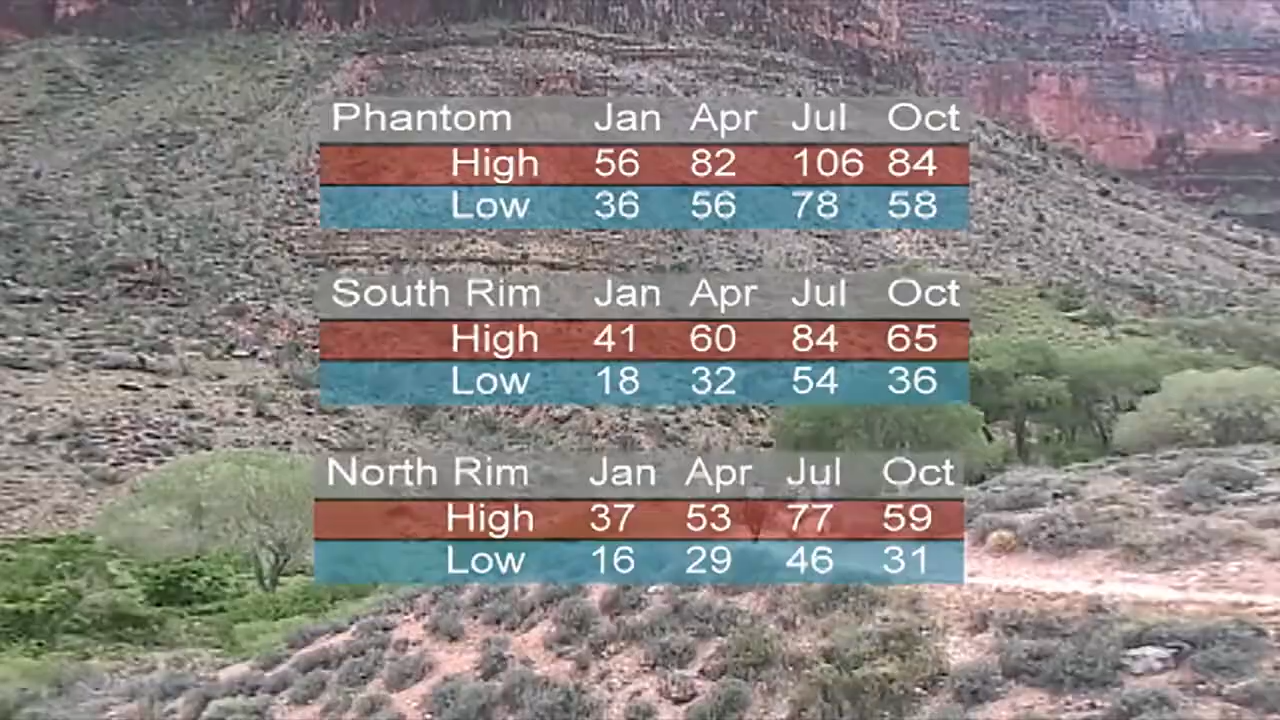 Phantom Jan Apr Jul Oct
High 56 82 106 84
Low 36 56 78 58
South Rim Jan Apr Jul Oct
High 41 60 84 65
Low 18 32 54 36
North Rim Jan Apr Jul Oct
High 37 53 77 59
Low 16 29 46 31